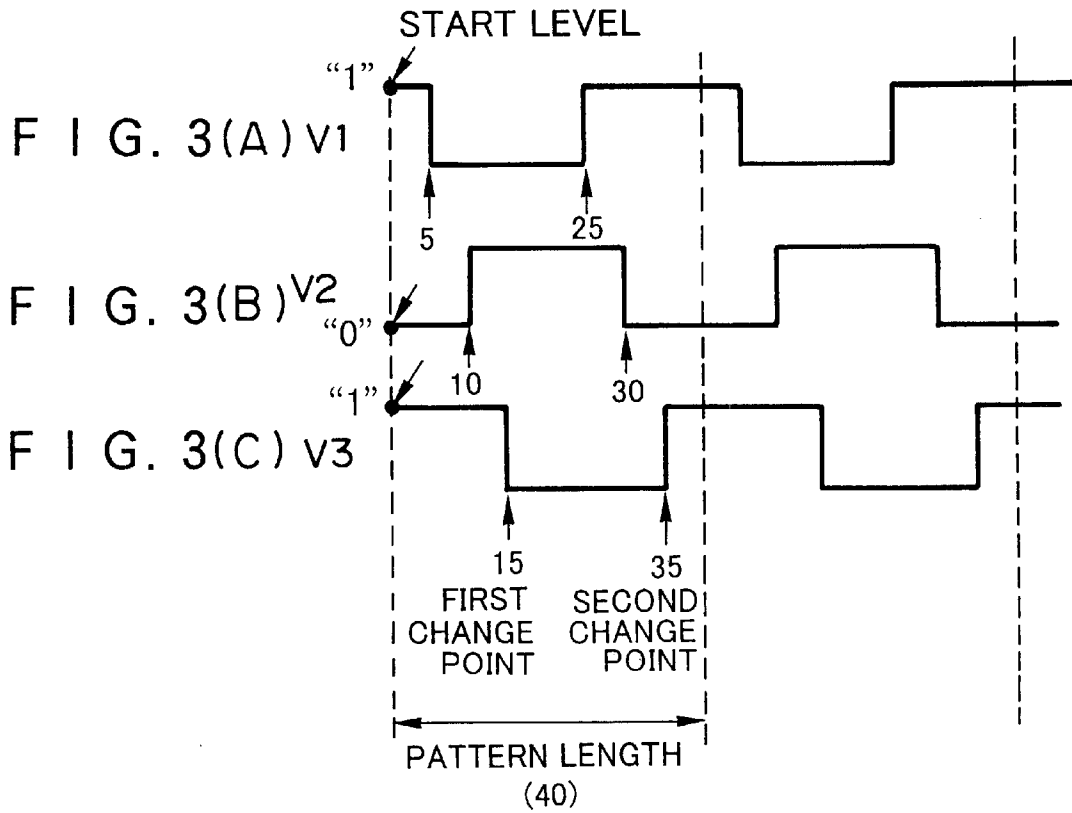 START LEVEL
“1”
FIG. 3(A) V1
5
25
FIG. 3(B) V2
“0”
10
30
“1”
FIG. 3(C) V3
15
35
FIRST
CHANGE
POINT
SECOND
CHANGE
POINT
PATTERN LENGTH
(40)